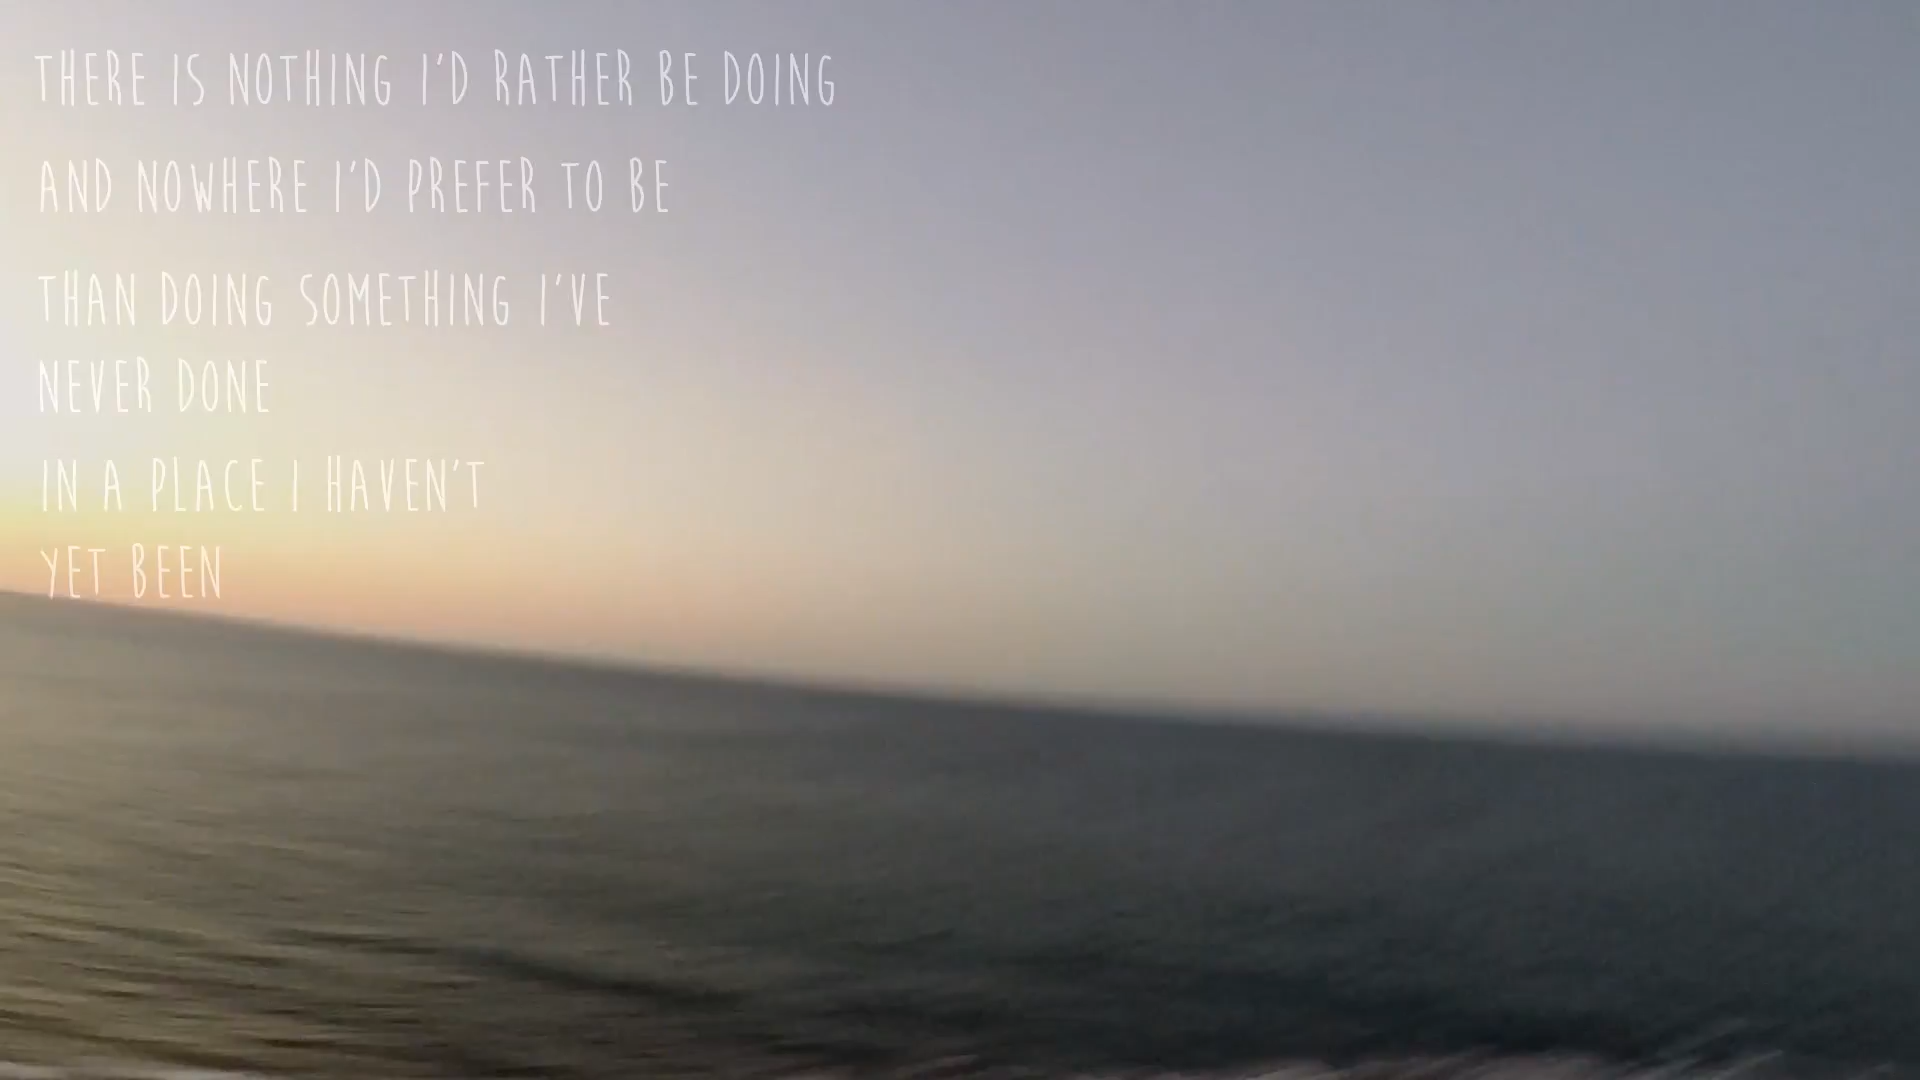 THERE IS NOTHING I'D RATHER BE DOING
AND NOWHERE I'D PREFER TO BE
THAN DOING SOMETHING I'VE
NEVER DONE
IN A PLACE I HAVEN'T
YET BEEN